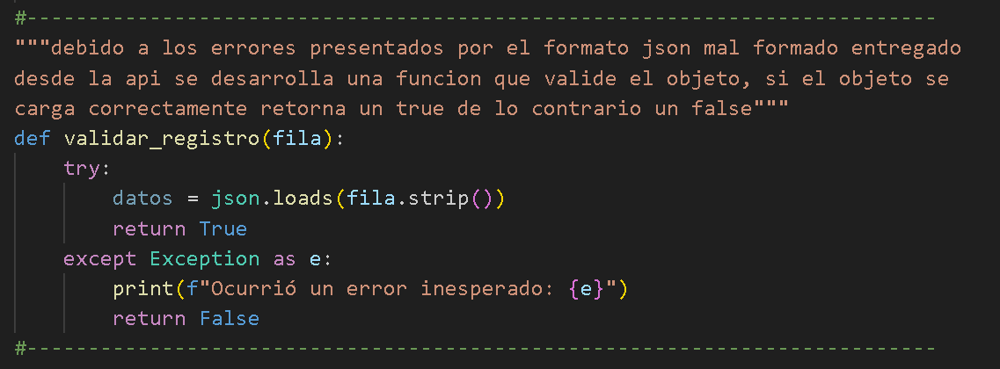 #--------------------------------------------------------------------------
"""debido a los errores presentados por el formato json mal formado entregado
desde la api se desarrolla una funcion que valide el objeto, si el objeto se
carga correctamente retorna un true de lo contrario un false"""
def validar_registro(fila):
    try:
        datos = json.loads(fila.strip())
        return True
    except Exception as e:
        print(f"Ocurrió un error inesperado: {e}")
        return False
#--------------------------------------------------------------------------